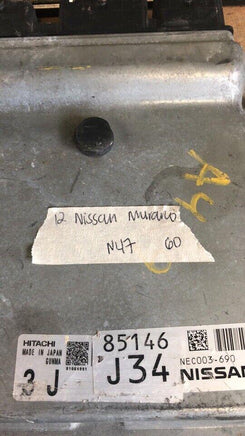 12 Nissan Murano
N47 60
HITACHI
MADE IN JAPAN
GUNMA
3 J
85146
J34
NEC003-690
NISSAN